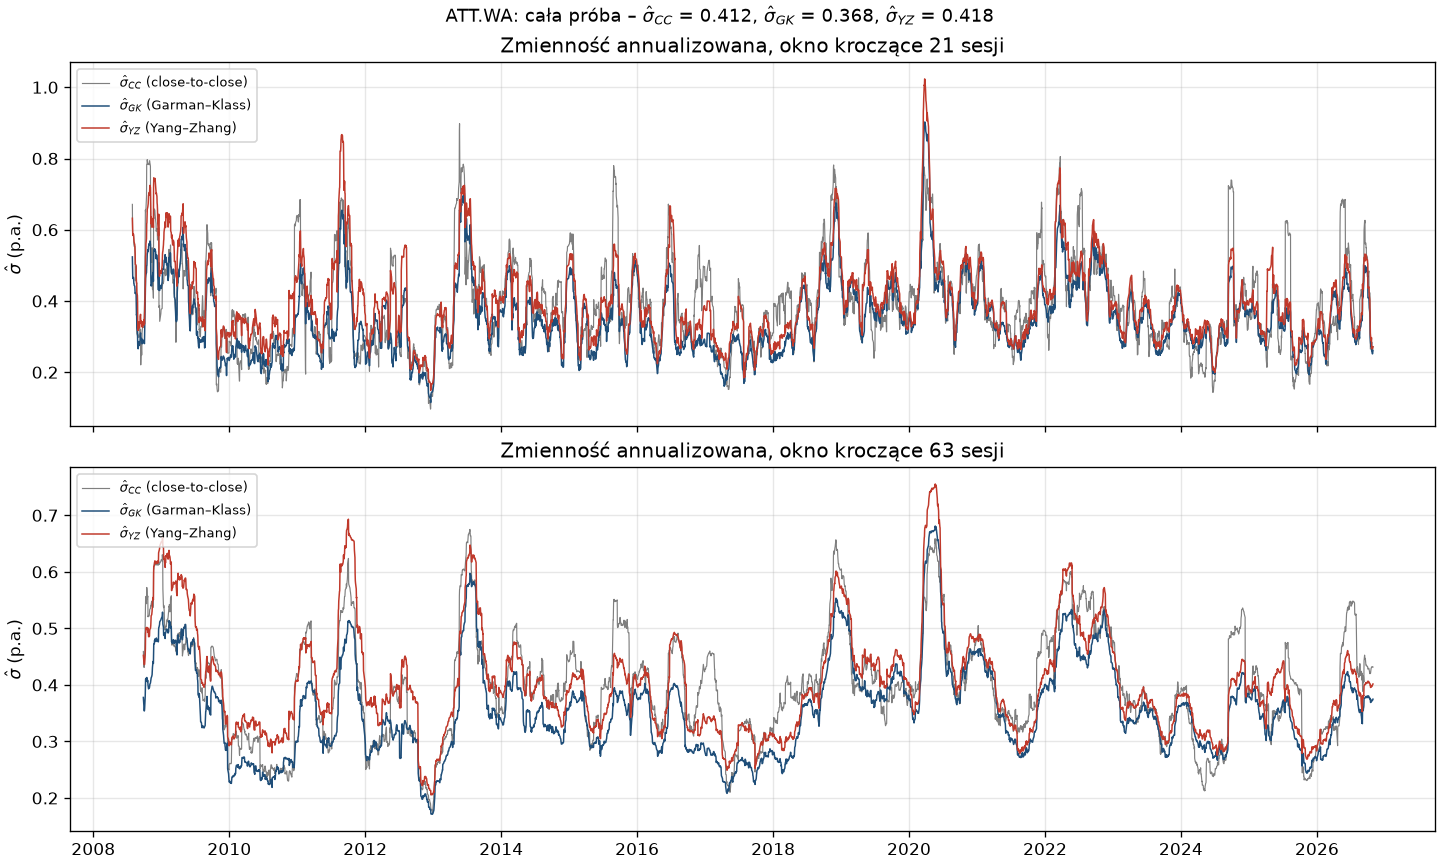 ATT.WA: cała próba – σ̂CC = 0.412, σ̂GK = 0.368, σ̂YZ = 0.418
Zmienność annualizowana, okno kroczące 21 sesji
σ̂CC (close-to-close)
σ̂GK (Garman–Klass)
σ̂YZ (Yang–Zhang)
1.0
0.8
0.6
0.4
0.2
σ̂ (p.a.)
Zmienność annualizowana, okno kroczące 63 sesji
σ̂CC (close-to-close)
σ̂GK (Garman–Klass)
σ̂YZ (Yang–Zhang)
0.7
0.6
0.5
0.4
0.3
0.2
σ̂ (p.a.)
2008 2010 2012 2014 2016 2018 2020 2022 2024 2026